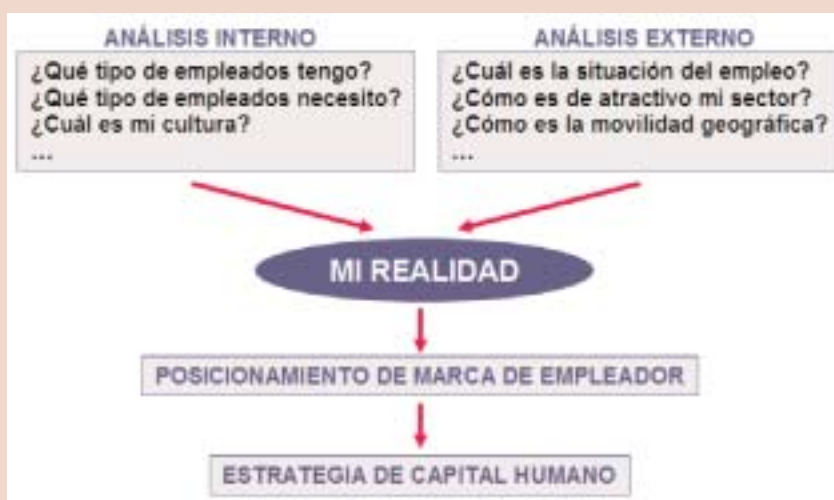 ANÁLISIS INTERNO
¿Qué tipo de empleados tengo?
¿Qué tipo de empleados necesito?
¿Cuál es mi cultura?
...
ANÁLISIS EXTERNO
¿Cuál es la situación del empleo?
¿Cómo es de atractivo mi sector?
¿Cómo es la movilidad geográfica?
...
MI REALIDAD
POSICIONAMIENTO DE MARCA DE EMPLEADOR
ESTRATEGIA DE CAPITAL HUMANO